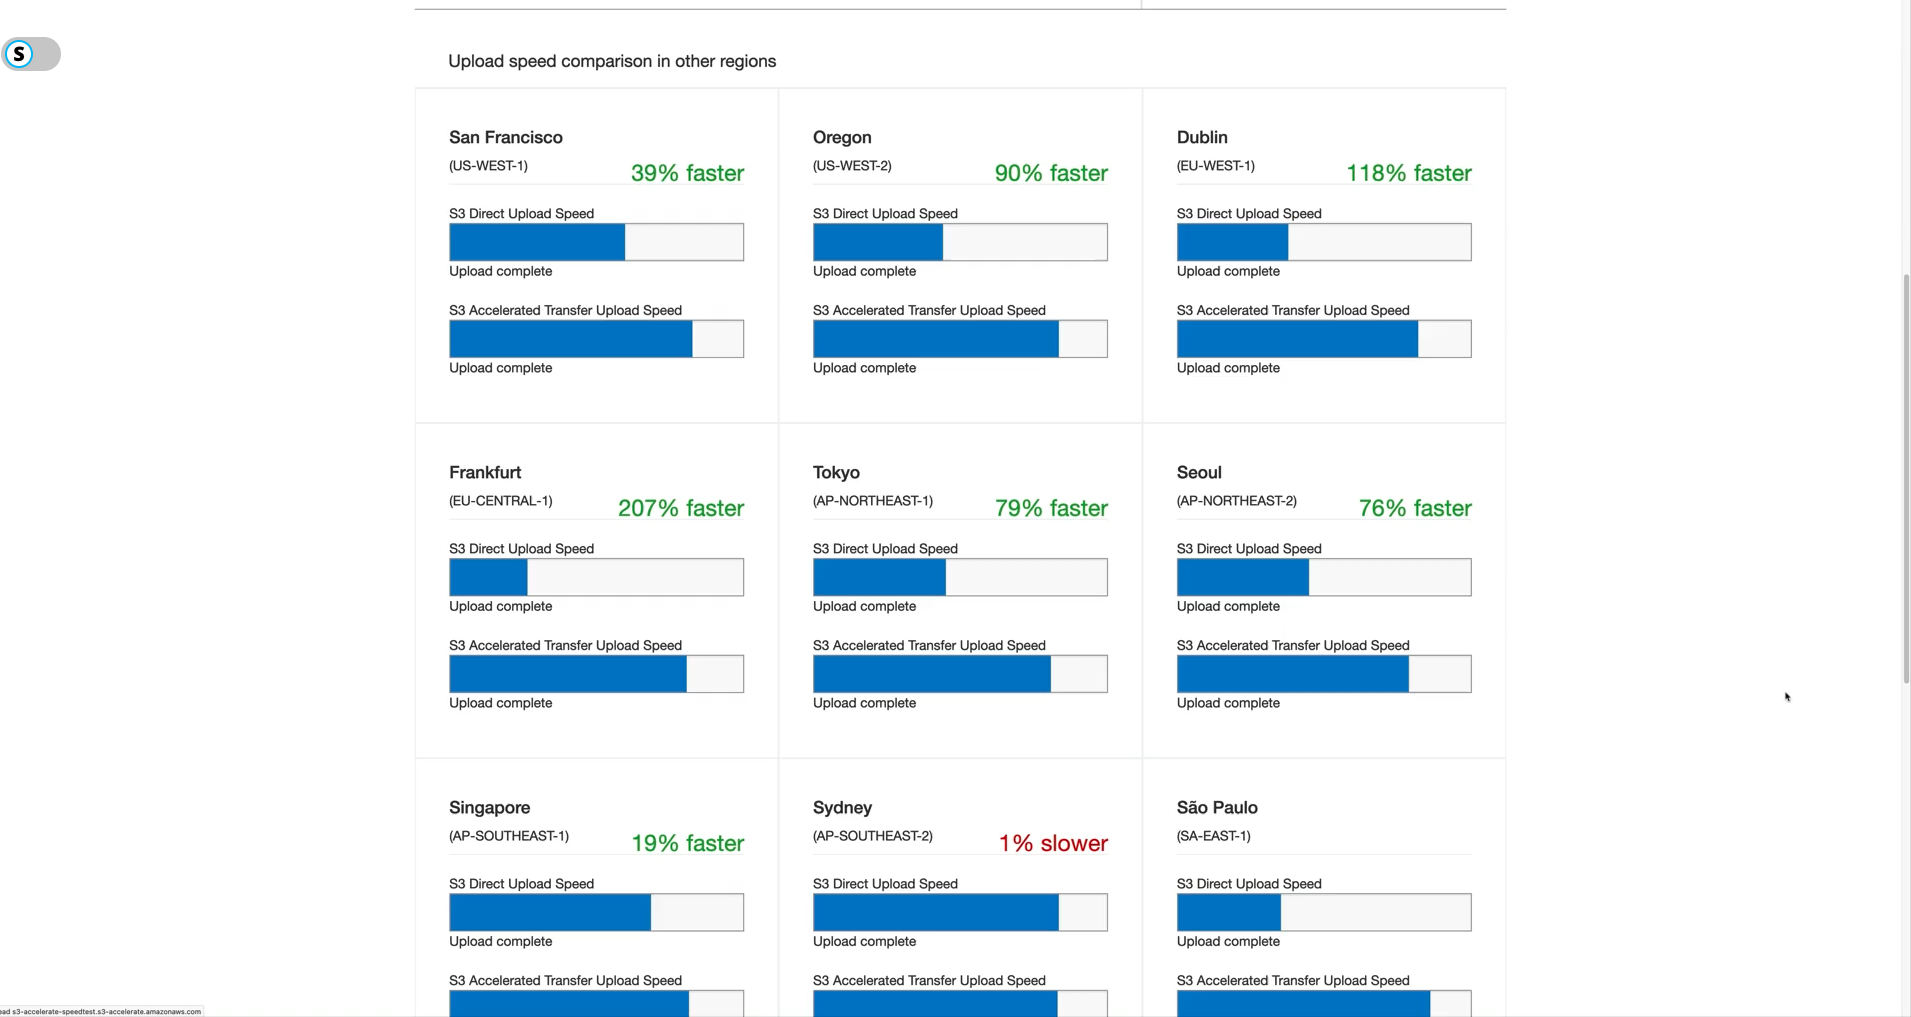 S
Upload speed comparison in other regions
San Francisco
(US-WEST-1)
39% faster
S3 Direct Upload Speed
Upload complete
S3 Accelerated Transfer Upload Speed
Upload complete
Oregon
(US-WEST-2)
90% faster
S3 Direct Upload Speed
Upload complete
S3 Accelerated Transfer Upload Speed
Upload complete
Dublin
(EU-WEST-1)
118% faster
S3 Direct Upload Speed
Upload complete
S3 Accelerated Transfer Upload Speed
Upload complete
Frankfurt
(EU-CENTRAL-1)
207% faster
S3 Direct Upload Speed
Upload complete
S3 Accelerated Transfer Upload Speed
Upload complete
Tokyo
(AP-NORTHEAST-1)
79% faster
S3 Direct Upload Speed
Upload complete
S3 Accelerated Transfer Upload Speed
Upload complete
Seoul
(AP-NORTHEAST-2)
76% faster
S3 Direct Upload Speed
Upload complete
S3 Accelerated Transfer Upload Speed
Upload complete
Singapore
(AP-SOUTHEAST-1)
19% faster
S3 Direct Upload Speed
Upload complete
S3 Accelerated Transfer Upload Speed
Sydney
(AP-SOUTHEAST-2)
1% slower
S3 Direct Upload Speed
Upload complete
S3 Accelerated Transfer Upload Speed
São Paulo
(SA-EAST-1)
S3 Direct Upload Speed
Upload complete
S3 Accelerated Transfer Upload Speed
ead s3-accelerate-speedtest.s3-accelerate.amazonaws.com